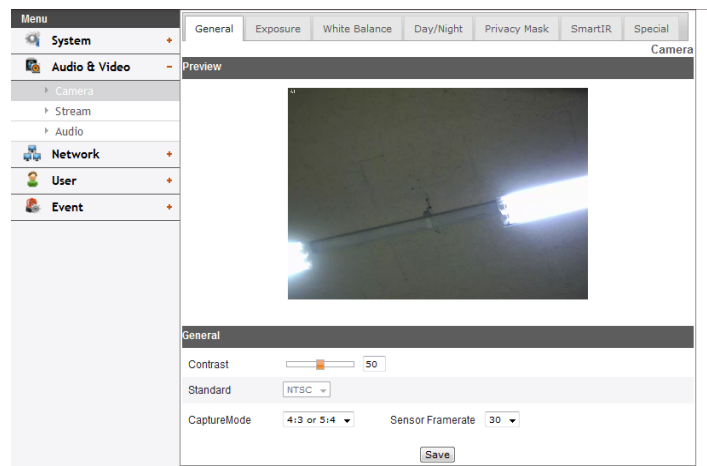 Menu
System +
Audio & Video -
Camera
Stream
Audio
Network +
User +
Event +
General Exposure White Balance Day/Night Privacy Mask SmartIR Special
Camera
Preview
General
Contrast 50
Standard NTSC
CaptureMode 4:3 or 5:4 Sensor Framerate 30
Save